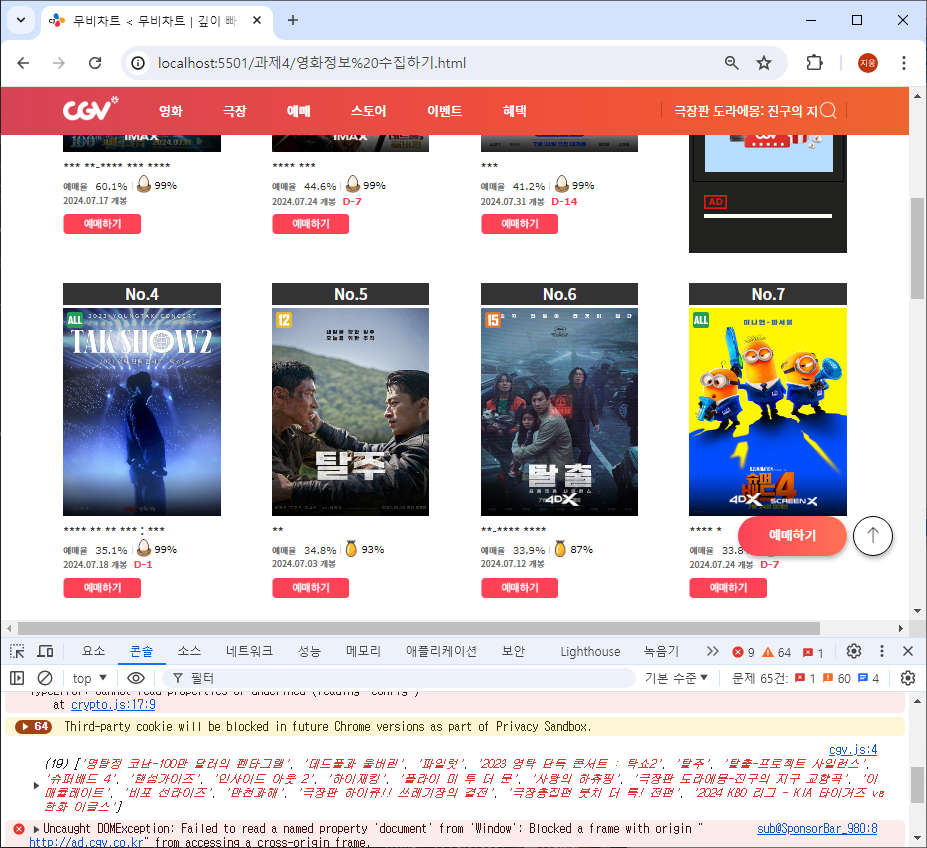 무비차트 < 무비차트 | 깊이 빠
localhost:5501/과제4/영화정보%20수집하기.html
지웅
CGV 영화 극장 예매 스토어 이벤트 혜택 극장판 도라에몽: 진구의 지
IMAX IMAX
*** **-**** *** **** **** *** ***
예매율 60.1% 99% 예매율 44.6% 99% 예매율 41.2% 99%
2024.07.17 개봉 2024.07.24 개봉 D-7 2024.07.31 개봉 D-14
예매하기 예매하기 예매하기
AD
No.4 No.5 No.6 No.7
ALL 12 15 ALL
2023 YOUNGTAK CONCERT
TAK SHOW2
탈주
탈출
프로젝트 사일런스
4DX
미니언-파서블
ILLUMINATION
슈퍼배드4
4DX SCREENX
**** ** ** *** : *** ** **-**** **** **** *
예매율 35.1% 99% 예매율 34.8% 93% 예매율 33.9% 87% 예매율 33.8
2024.07.18 개봉 D-1 2024.07.03 개봉 2024.07.12 개봉 2024.07.24 개봉 D-7
예매하기 예매하기 예매하기 예매하기
예매하기
요소 콘솔 소스 네트워크 성능 메모리 애플리케이션 보안 Lighthouse 녹음기 9 64 1
top 필터 기본 수준 문제 65건: 1 60 4
TypeError: Cannot read properties of undefined (reading 'config')
at crypto.js:17:9
64 Third-party cookie will be blocked in future Chrome versions as part of Privacy Sandbox.
cgv.js:4
(19) ['명탐정 코난-100만 달러의 펜타그램', '데드풀과 울버린', '파일럿', '2023 영탁 단독 콘서트 : 탁쇼2', '탈주', '탈출-프로젝트 사일런스',
'슈퍼배드 4', '핸섬가이즈', '인사이드 아웃 2', '하이재킹', '플라이 미 투 더 문', '사랑의 하츄핑', '극장판 도라에몽-진구의 지구 교향곡', '이
매큘레이트', '비포 선라이즈', '만천과해', '극장판 하이큐!! 쓰레기장의 결전', '극장총집편 봇치 더 록! 전편', '2024 KBO 리그 - KIA 타이거즈 vs
한화 이글스']
Uncaught DOMException: Failed to read a named property 'document' from 'Window': Blocked a frame with origin " sub@SponsorBar_980:8
http://ad.cgv.co.kr" from accessing a cross-origin frame.